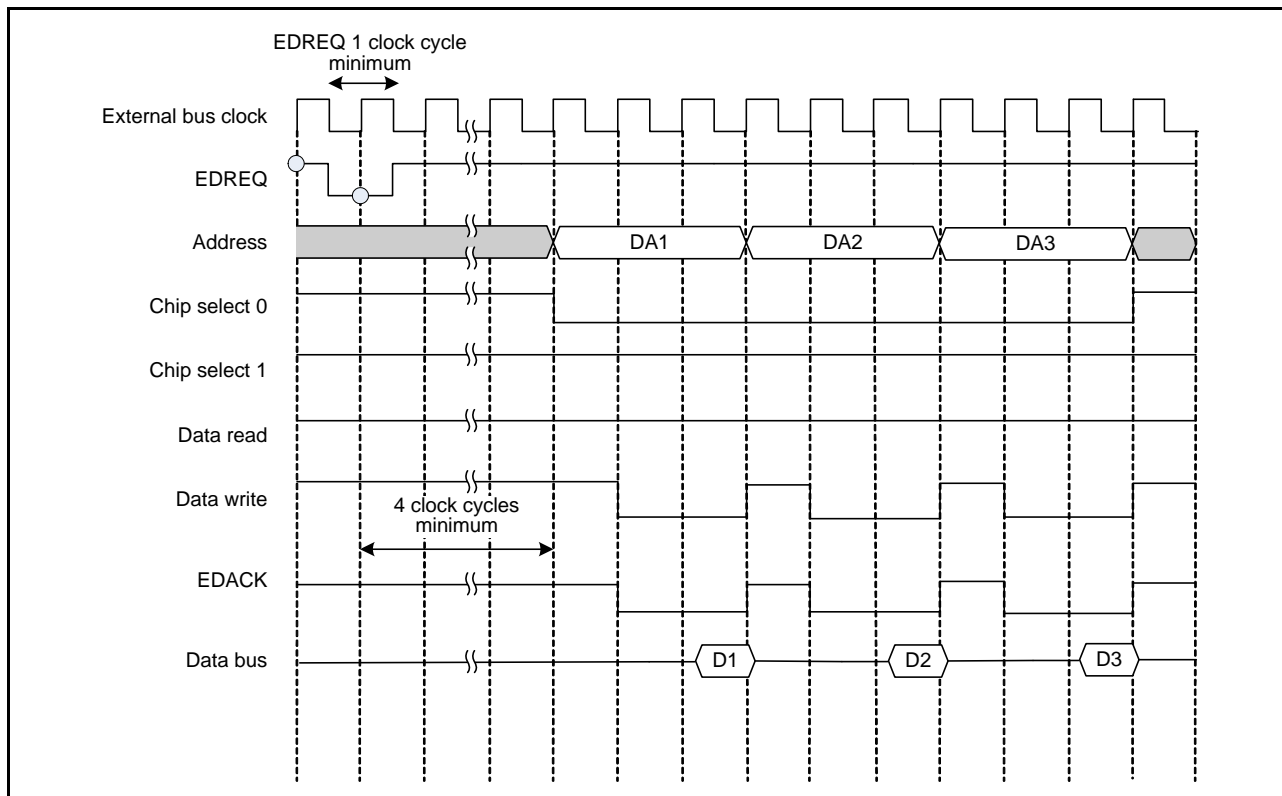 EDREQ 1 clock cycle
minimum
External bus clock
EDREQ
Address
DA1
DA2
DA3
Chip select 0
Chip select 1
Data read
Data write
4 clock cycles
minimum
EDACK
Data bus
D1
D2
D3